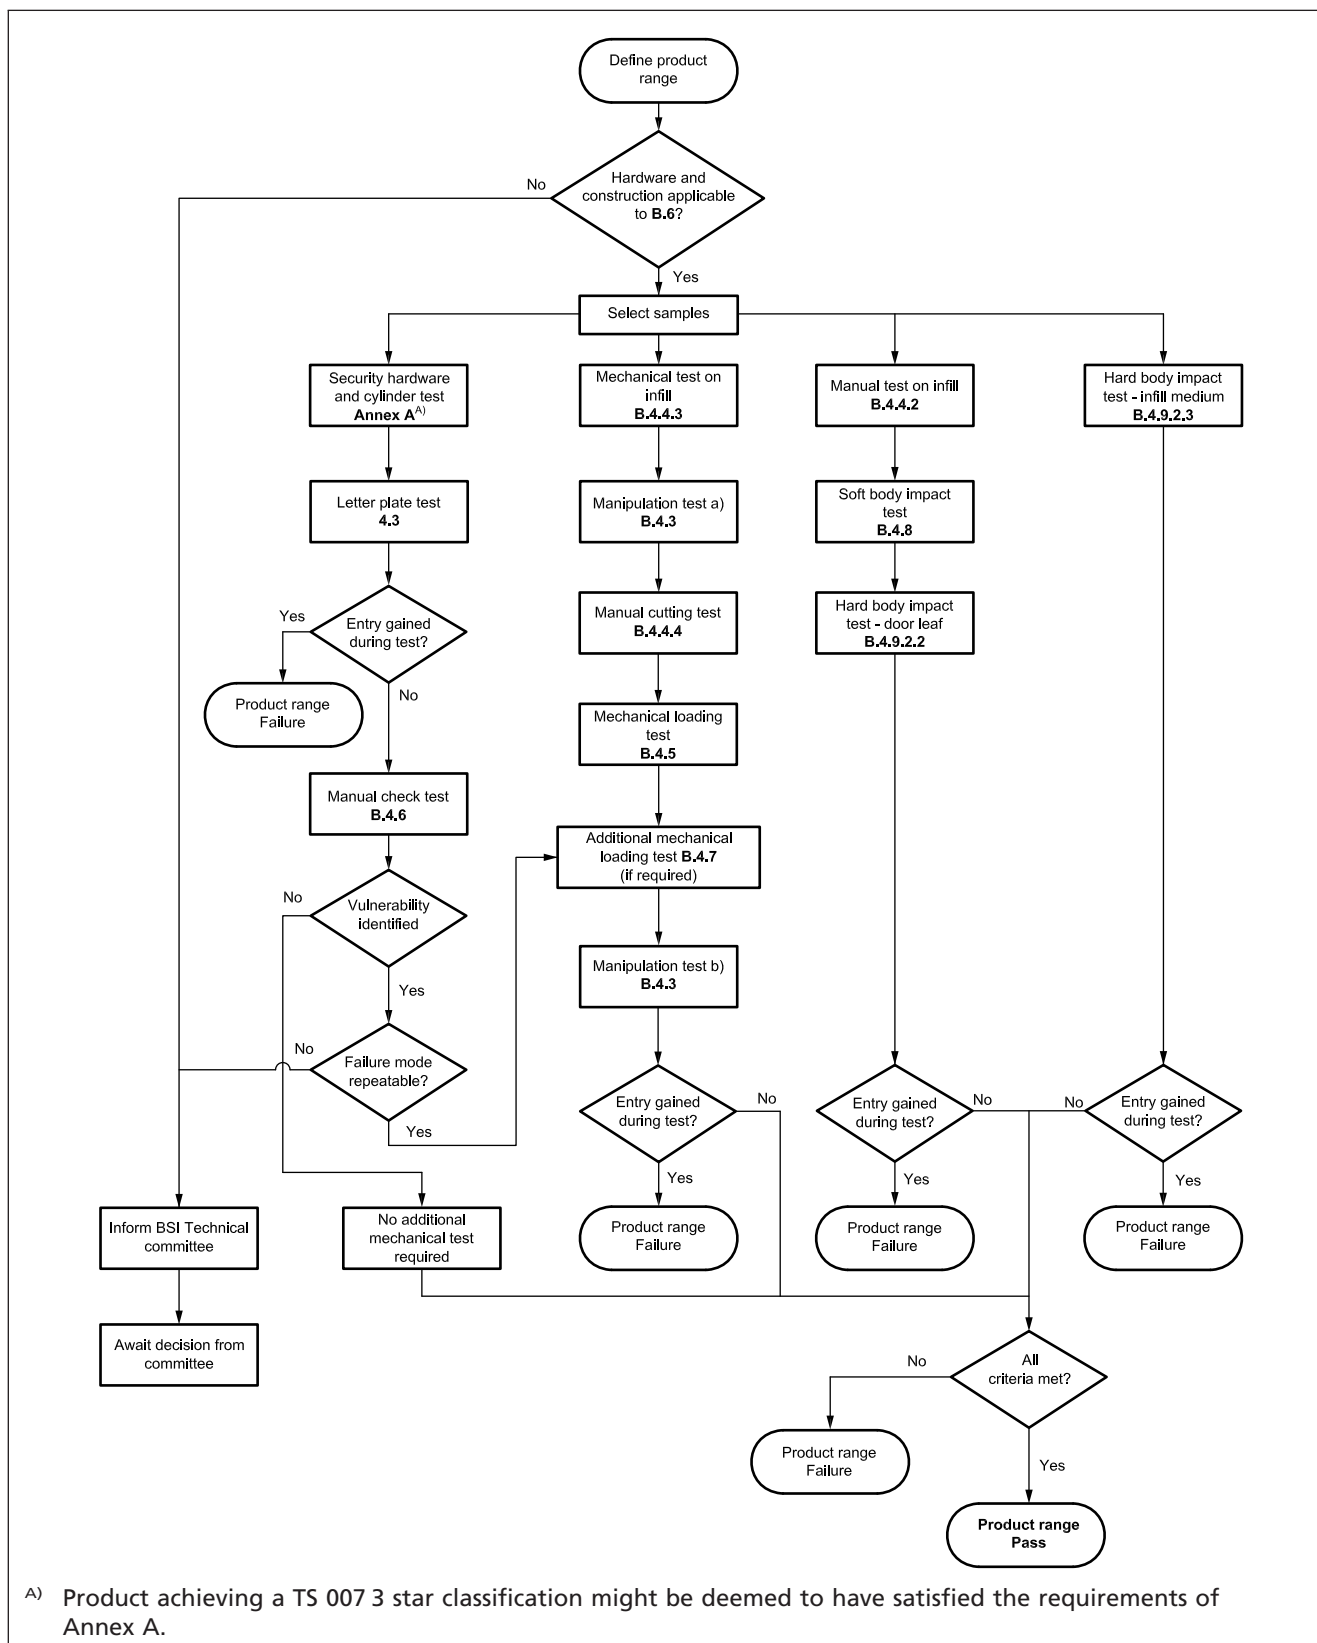 Define product
range
Hardware and
construction applicable
to B.6?
No
Yes
Select samples
Security hardware
and cylinder test
Annex A A)
Mechanical test on
infill
B.4.4.3
Manual test on infill
B.4.4.2
Hard body impact
test - infill medium
B.4.9.2.3
Letter plate test
4.3
Manipulation test a)
B.4.3
Soft body impact
test
B.4.8
Entry gained
during test?
Yes
No
Manual cutting test
B.4.4.4
Hard body impact
test - door leaf
B.4.9.2.2
Product range
Failure
Mechanical loading
test
B.4.5
Manual check test
B.4.6
Additional mechanical
loading test B.4.7
(if required)
Vulnerability
identified
No
Yes
Manipulation test b)
B.4.3
Failure mode
repeatable?
No
Yes
Entry gained
during test?
No
Yes
Entry gained
during test?
No
Yes
Entry gained
during test?
No
Yes
Inform BSI Technical
committee
No additional
mechanical test
required
Product range
Failure
Product range
Failure
Product range
Failure
Await decision from
committee
All
criteria met?
No
Yes
Product range
Failure
Product range
Pass
A) Product achieving a TS 007 3 star classification might be deemed to have satisfied the requirements of
Annex A.